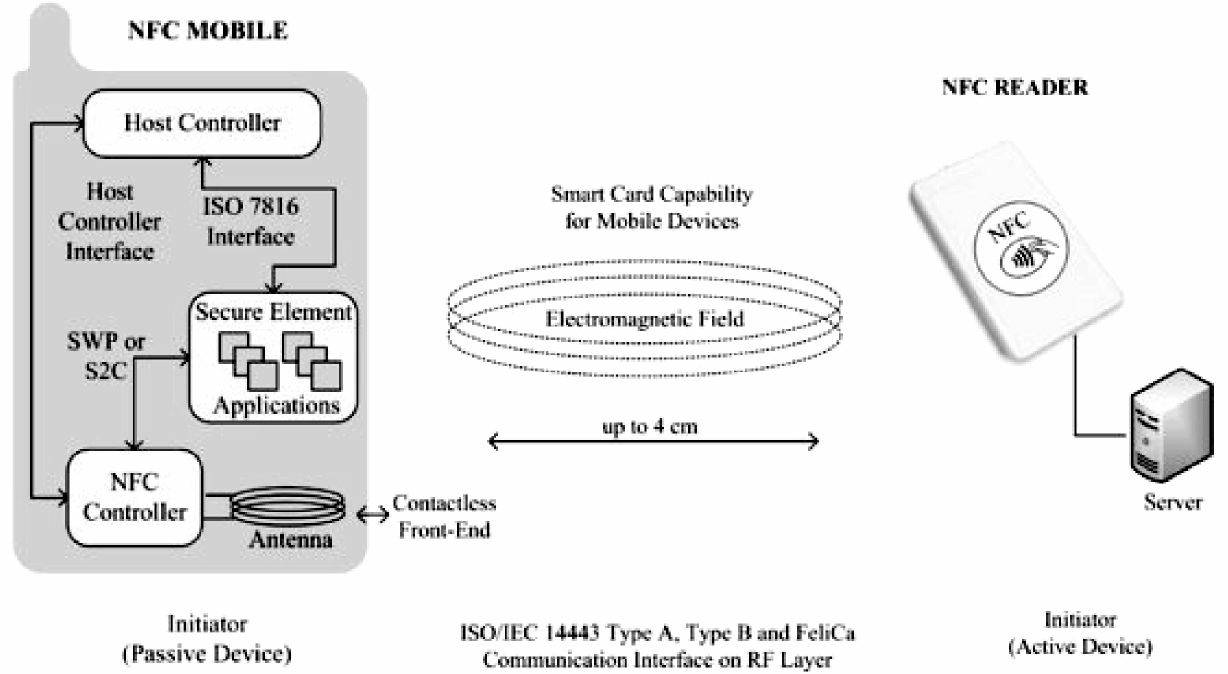 NFC MOBILE
Host Controller
Host
Controller
Interface
ISO 7816
Interface
Secure Element
Applications
SWP or
S2C
NFC
Controller
Antenna
Contactless
Front-End
Initiator
(Passive Device)
Smart Card Capability
for Mobile Devices
Electromagnetic Field
up to 4 cm
ISO/IEC 14443 Type A, Type B and FeliCa
Communication Interface on RF Layer
NFC READER
NFC
Server
Initiator
(Active Device)